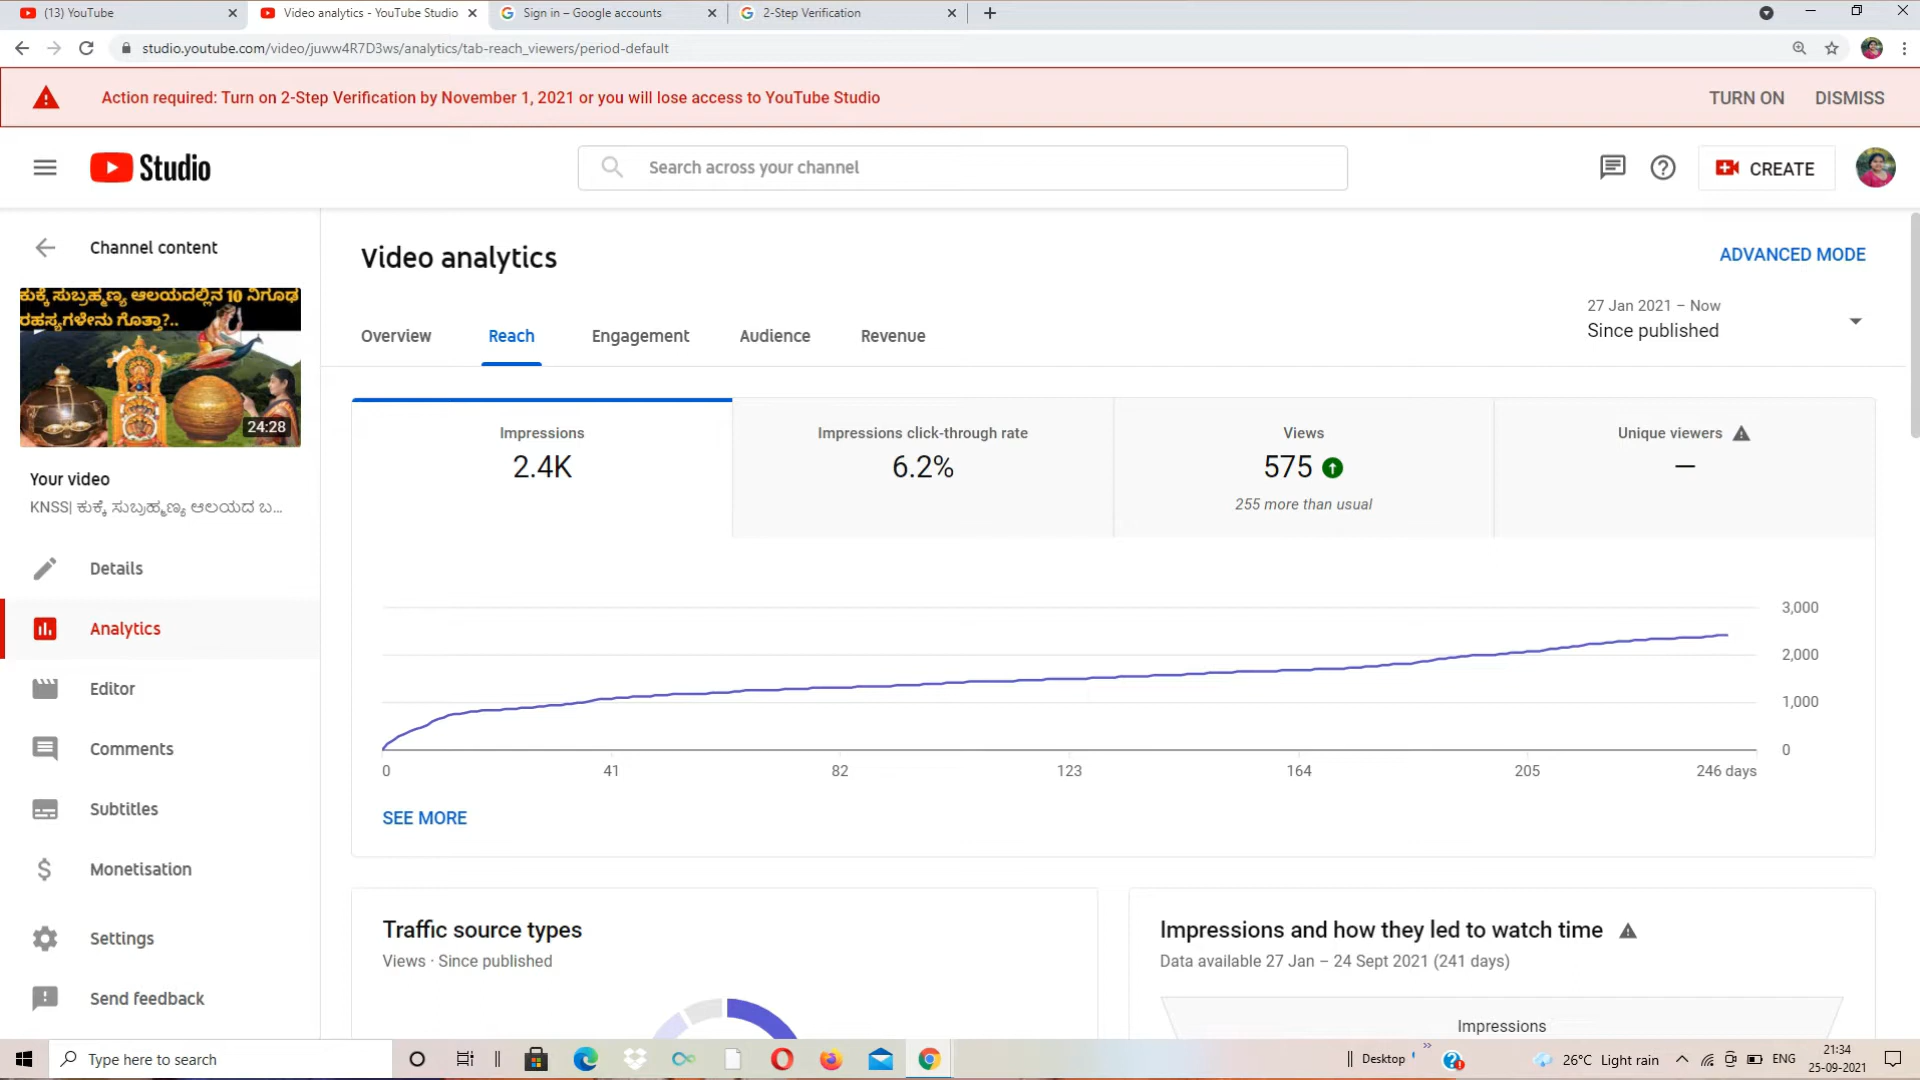 (13) YouTube
Video analytics - YouTube Studio
Sign in – Google accounts
2-Step Verification
studio.youtube.com/video/juww4R7D3ws/analytics/tab-reach_viewers/period-default
Action required: Turn on 2-Step Verification by November 1, 2021 or you will lose access to YouTube Studio
TURN ON
DISMISS
Studio
Search across your channel
CREATE
Channel content
ಕುಕ್ಕೆ ಸುಬ್ರಹ್ಮಣ್ಯ ಆಲಯದಲ್ಲಿನ 10 ನಿಗೂಢ
ರಹಸ್ಯಗಳೇನು ಗೊತ್ತಾ?..
24:28
Your video
KNSS| ಕುಕ್ಕೆ ಸುಬ್ರಹ್ಮಣ್ಯ ಆಲಯದ ಬ...
Details
Analytics
Editor
Comments
Subtitles
Monetisation
Settings
Send feedback
Video analytics
ADVANCED MODE
27 Jan 2021 – Now
Since published
Overview
Reach
Engagement
Audience
Revenue
Impressions
2.4K
Impressions click-through rate
6.2%
Views
575
255 more than usual
Unique viewers
—
3,000
2,000
1,000
0
0 41 82 123 164 205 246 days
SEE MORE
Traffic source types
Views · Since published
Impressions and how they led to watch time
Data available 27 Jan – 24 Sept 2021 (241 days)
Impressions
Type here to search
Desktop
26°C Light rain
ENG
21:34
25-09-2021